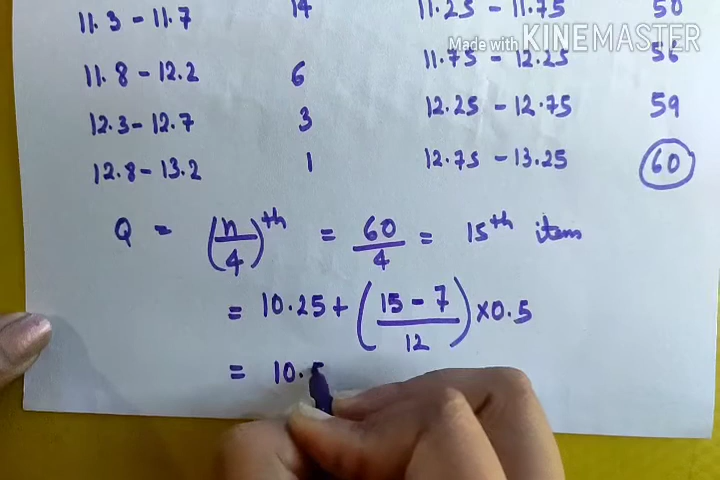 11.3 - 11.7 14 11.25 - 11.75 50
Made with KINEMASTER
11.8 - 12.2 6 11.75 - 12.25 56
12.3 - 12.7 3 12.25 - 12.75 59
12.8 - 13.2 1 12.75 - 13.25 60
Q = (n/4)th = 60/4 = 15th item
= 10.25 + (15 - 7/12) × 0.5
= 10.5